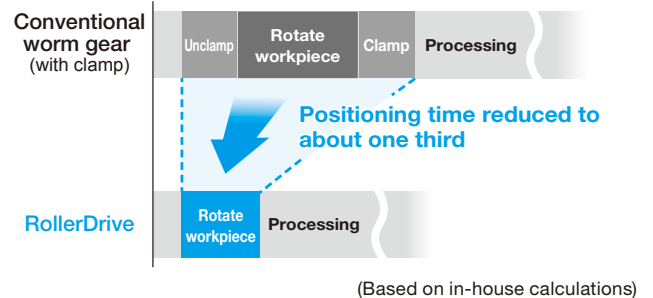 Conventional
worm gear
(with clamp)
Unclamp
Rotate
workpiece
Clamp
Processing
Positioning time reduced to
about one third
RollerDrive
Rotate
workpiece
Processing
(Based on in-house calculations)